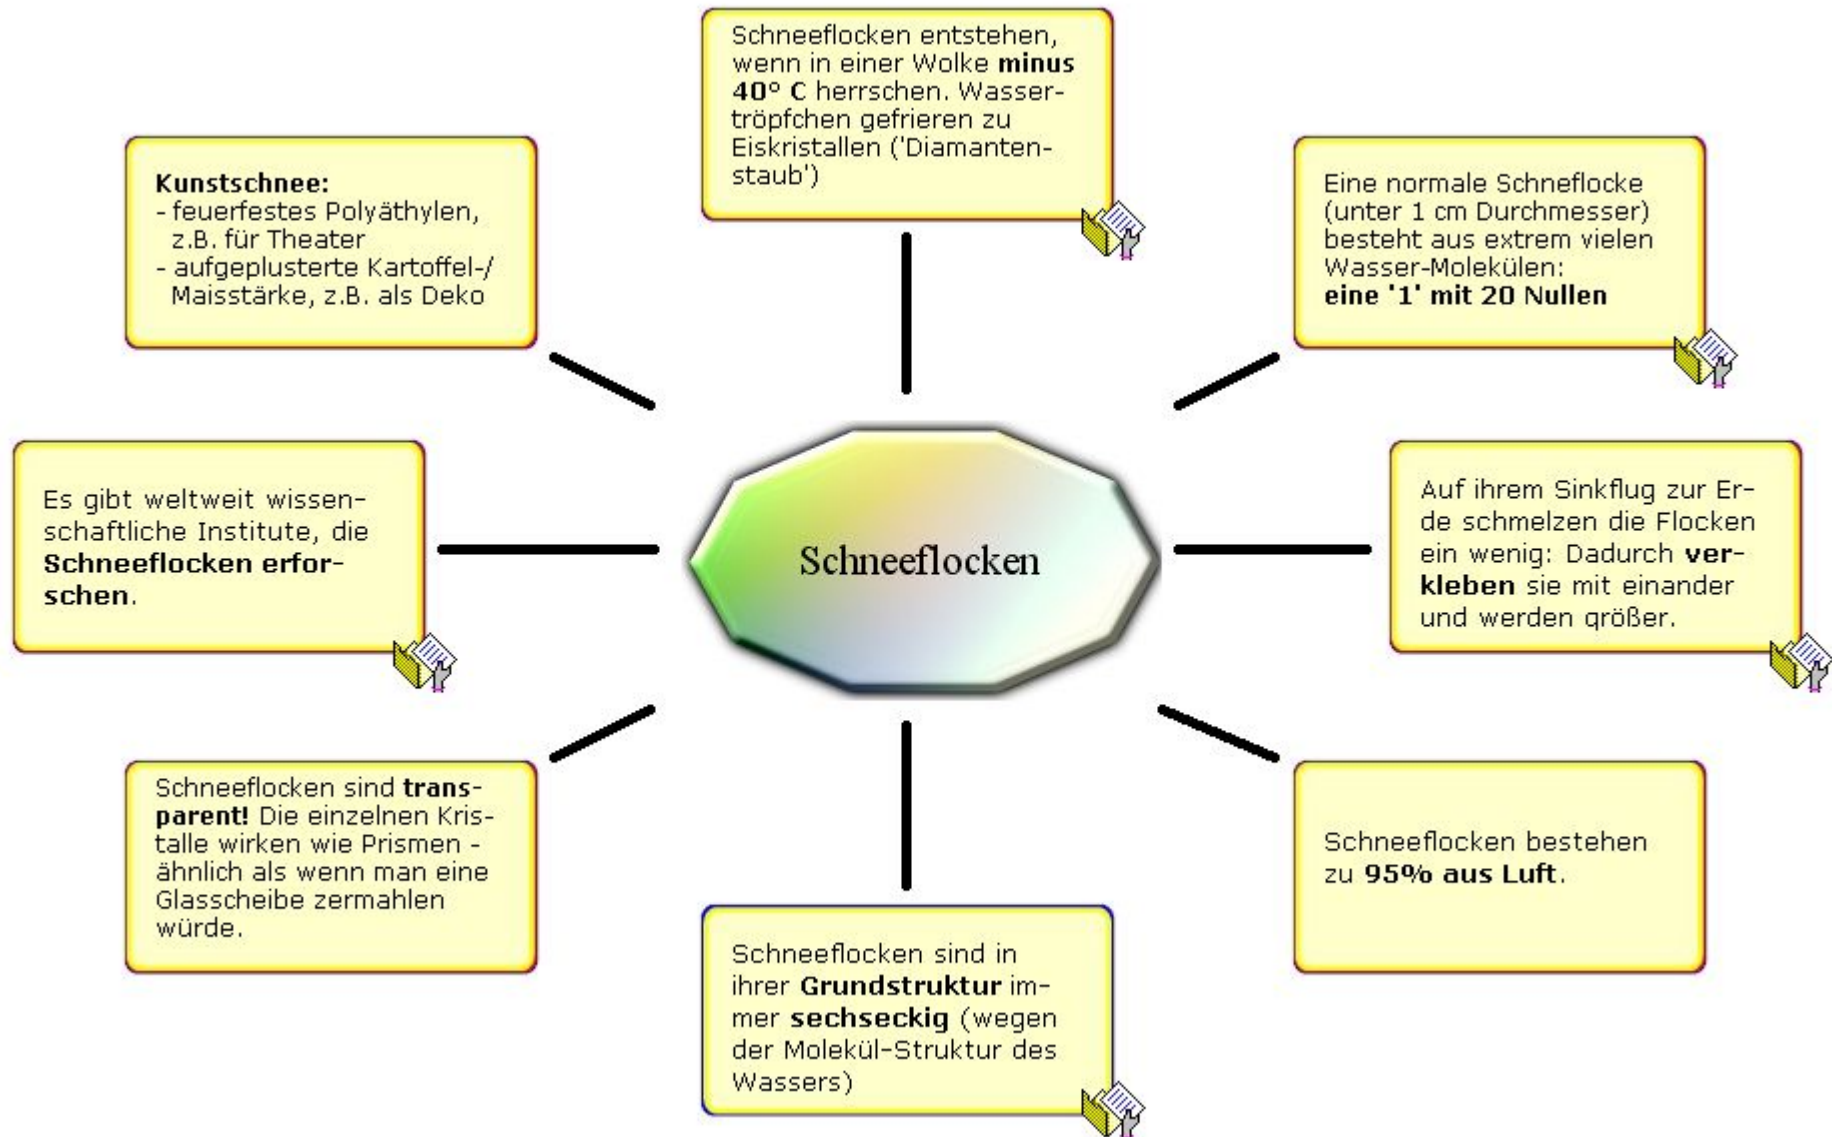 Schneeflocken entstehen,
wenn in einer Wolke minus
40° C herrschen. Wasser-
tröpfchen gefrieren zu
Eiskristallen ('Diamanten-
staub')
Kunstschnee:
- feuerfestes Polyäthylen,
z.B. für Theater
- aufgeplusterte Kartoffel-/
Maisstärke, z.B. als Deko
Eine normale Schneflocke
(unter 1 cm Durchmesser)
besteht aus extrem vielen
Wasser-Molekülen:
eine '1' mit 20 Nullen
Es gibt weltweit wissen-
schaftliche Institute, die
Schneeflocken erfor-
schen.
Schneeflocken
Auf ihrem Sinkflug zur Er-
de schmelzen die Flocken
ein wenig: Dadurch ver-
kleben sie mit einander
und werden größer.
Schneeflocken sind trans-
parent! Die einzelnen Kris-
talle wirken wie Prismen -
ähnlich als wenn man eine
Glasscheibe zermahlen
würde.
Schneeflocken bestehen
zu 95% aus Luft.
Schneeflocken sind in
ihrer Grundstruktur im-
mer sechseckig (wegen
der Molekül-Struktur des
Wassers)